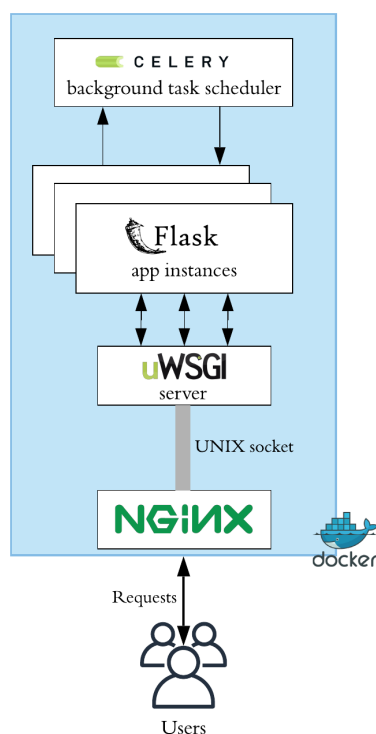 CELERY
background task scheduler
Flask
app instances
uWSGI
server
UNIX socket
NGINX
docker
Requests
Users